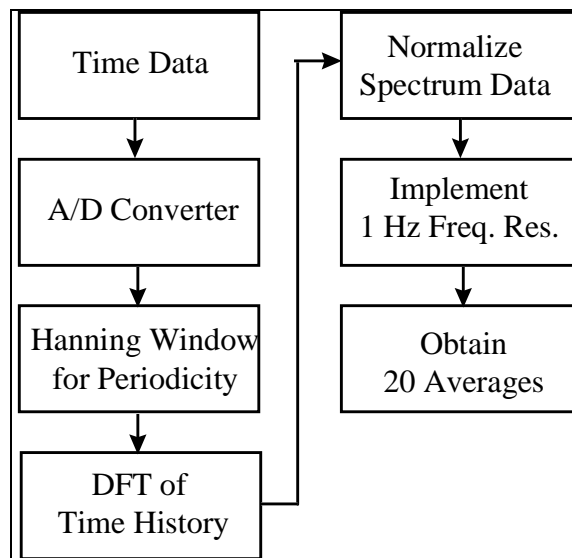 Time Data
A/D Converter
Hanning Window
for Periodicity
DFT of
Time History
Normalize
Spectrum Data
Implement
1 Hz Freq. Res.
Obtain
20 Averages